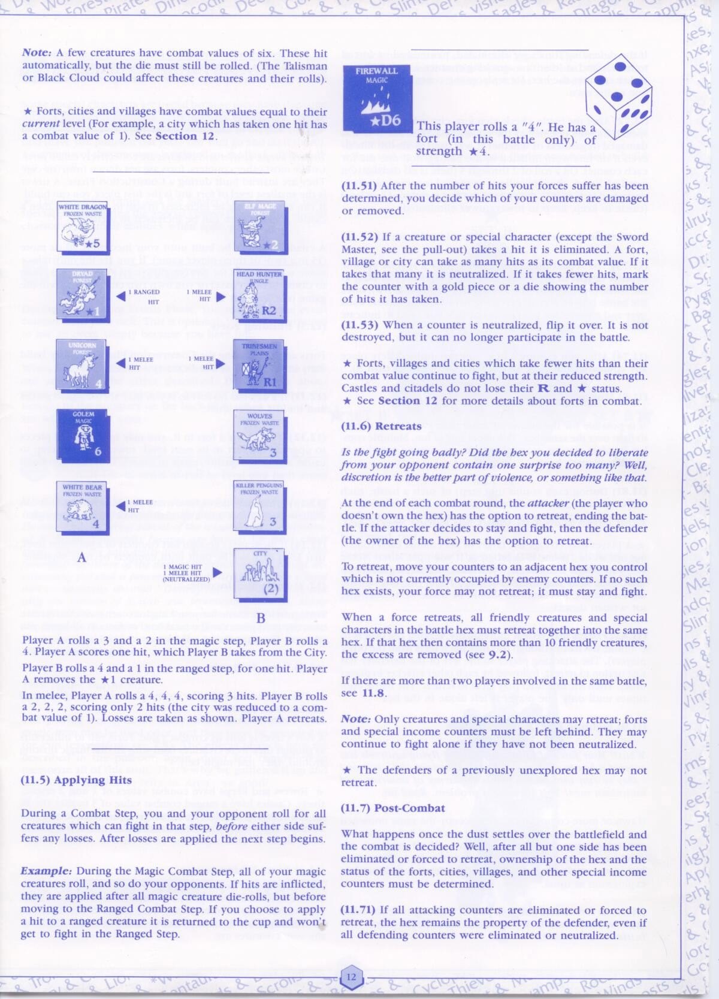 Note: A few creatures have combat values of six. These hit
automatically, but the die must still be rolled. (The Talisman
or Black Cloud could affect these creatures and their rolls).
★ Forts, cities and villages have combat values equal to their
current level (For example, a city which has taken one hit has
a combat value of 1). See Section 12.
WHITE DRAGON
FROZEN WASTE
★5
ELF MAGE
FOREST
★2
DRYAD
FOREST
★1
1 RANGED
HIT
1 MELEE
HIT
HEAD HUNTER
JUNGLE
R2
UNICORN
FOREST
4
1 MELEE
HIT
1 MELEE
HIT
TRIBESMEN
PLAINS
R1
GOLEM
MAGIC
6
WOLVES
FROZEN WASTE
3
WHITE BEAR
FROZEN WASTE
4
1 MELEE
HIT
KILLER PENGUINS
FROZEN WASTE
3
A
1 MAGIC HIT
1 MELEE HIT
(NEUTRALIZED)
CITY
(2)
B
Player A rolls a 3 and a 2 in the magic step, Player B rolls a
4. Player A scores one hit, which Player B takes from the City.
Player B rolls a 4 and a 1 in the ranged step, for one hit. Player
A removes the ★1 creature.
In melee, Player A rolls a 4, 4, 4, scoring 3 hits. Player B rolls
a 2, 2, 2, scoring only 2 hits (the city was reduced to a com-
bat value of 1). Losses are taken as shown. Player A retreats.
(11.5) Applying Hits
During a Combat Step, you and your opponent roll for all
creatures which can fight in that step, before either side suf-
fers any losses. After losses are applied the next step begins.
Example: During the Magic Combat Step, all of your magic
creatures roll, and so do your opponents. If hits are inflicted,
they are applied after all magic creature die-rolls, but before
moving to the Ranged Combat Step. If you choose to apply
a hit to a ranged creature it is returned to the cup and won't
get to fight in the Ranged Step.
FIREWALL
MAGIC
★D6
This player rolls a "4". He has a
fort (in this battle only) of
strength ★4.
(11.51) After the number of hits your forces suffer has been
determined, you decide which of your counters are damaged
or removed.
(11.52) If a creature or special character (except the Sword
Master, see the pull-out) takes a hit it is eliminated. A fort,
village or city can take as many hits as its combat value. If it
takes that many it is neutralized. If it takes fewer hits, mark
the counter with a gold piece or a die showing the number
of hits it has taken.
(11.53) When a counter is neutralized, flip it over. It is not
destroyed, but it can no longer participate in the battle.
★ Forts, villages and cities which take fewer hits than their
combat value continue to fight, but at their reduced strength.
Castles and citadels do not lose their R and ★ status.
★ See Section 12 for more details about forts in combat.
(11.6) Retreats
Is the fight going badly? Did the hex you decided to liberate
from your opponent contain one surprise too many? Well,
discretion is the better part of violence, or something like that.
At the end of each combat round, the attacker (the player who
doesn't own the hex) has the option to retreat, ending the bat-
tle. If the attacker decides to stay and fight, then the defender
(the owner of the hex) has the option to retreat.
To retreat, move your counters to an adjacent hex you control
which is not currently occupied by enemy counters. If no such
hex exists, your force may not retreat; it must stay and fight.
When a force retreats, all friendly creatures and special
characters in the battle hex must retreat together into the same
hex. If that hex then contains more than 10 friendly creatures,
the excess are removed (see 9.2).
If there are more than two players involved in the same battle,
see 11.8.
Note: Only creatures and special characters may retreat; forts
and special income counters must be left behind. They may
continue to fight alone if they have not been neutralized.
★ The defenders of a previously unexplored hex may not
retreat.
(11.7) Post-Combat
What happens once the dust settles over the battlefield and
the combat is decided? Well, after all but one side has been
eliminated or forced to retreat, ownership of the hex and the
status of the forts, cities, villages, and other special income
counters must be determined.
(11.71) If all attacking counters are eliminated or forced to
retreat, the hex remains the property of the defender, even if
all defending counters were eliminated or neutralized.
12